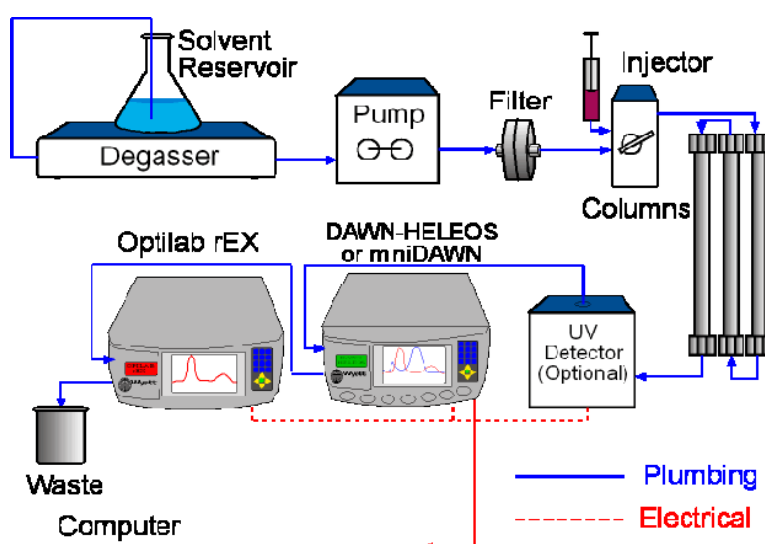 Solvent
Reservoir
Degasser
Pump
Filter
Injector
Columns
Optilab rEX
DAWN-HELEOS
or mniDAWN
UV
Detector
(Optional)
Waste
Computer
Plumbing
Electrical